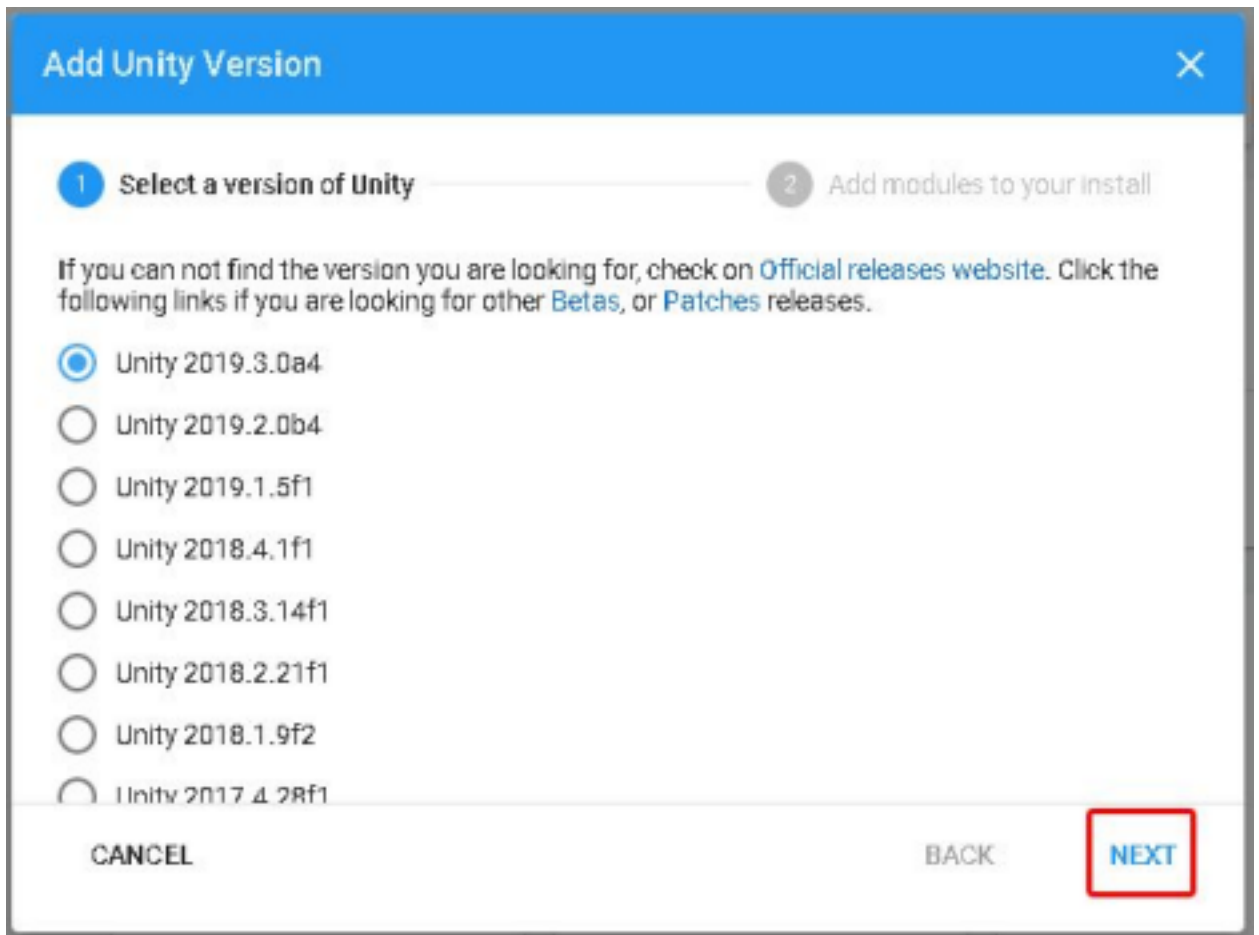 Add Unity Version
1 Select a version of Unity
2 Add modules to your install
If you can not find the version you are looking for, check on Official releases website. Click the
following links if you are looking for other Betas, or Patches releases.
Unity 2019.3.0a4
Unity 2019.2.0b4
Unity 2019.1.5f1
Unity 2018.4.1f1
Unity 2018.3.14f1
Unity 2018.2.21f1
Unity 2018.1.9f2
Unity 2017.4.28f1
CANCEL
BACK
NEXT